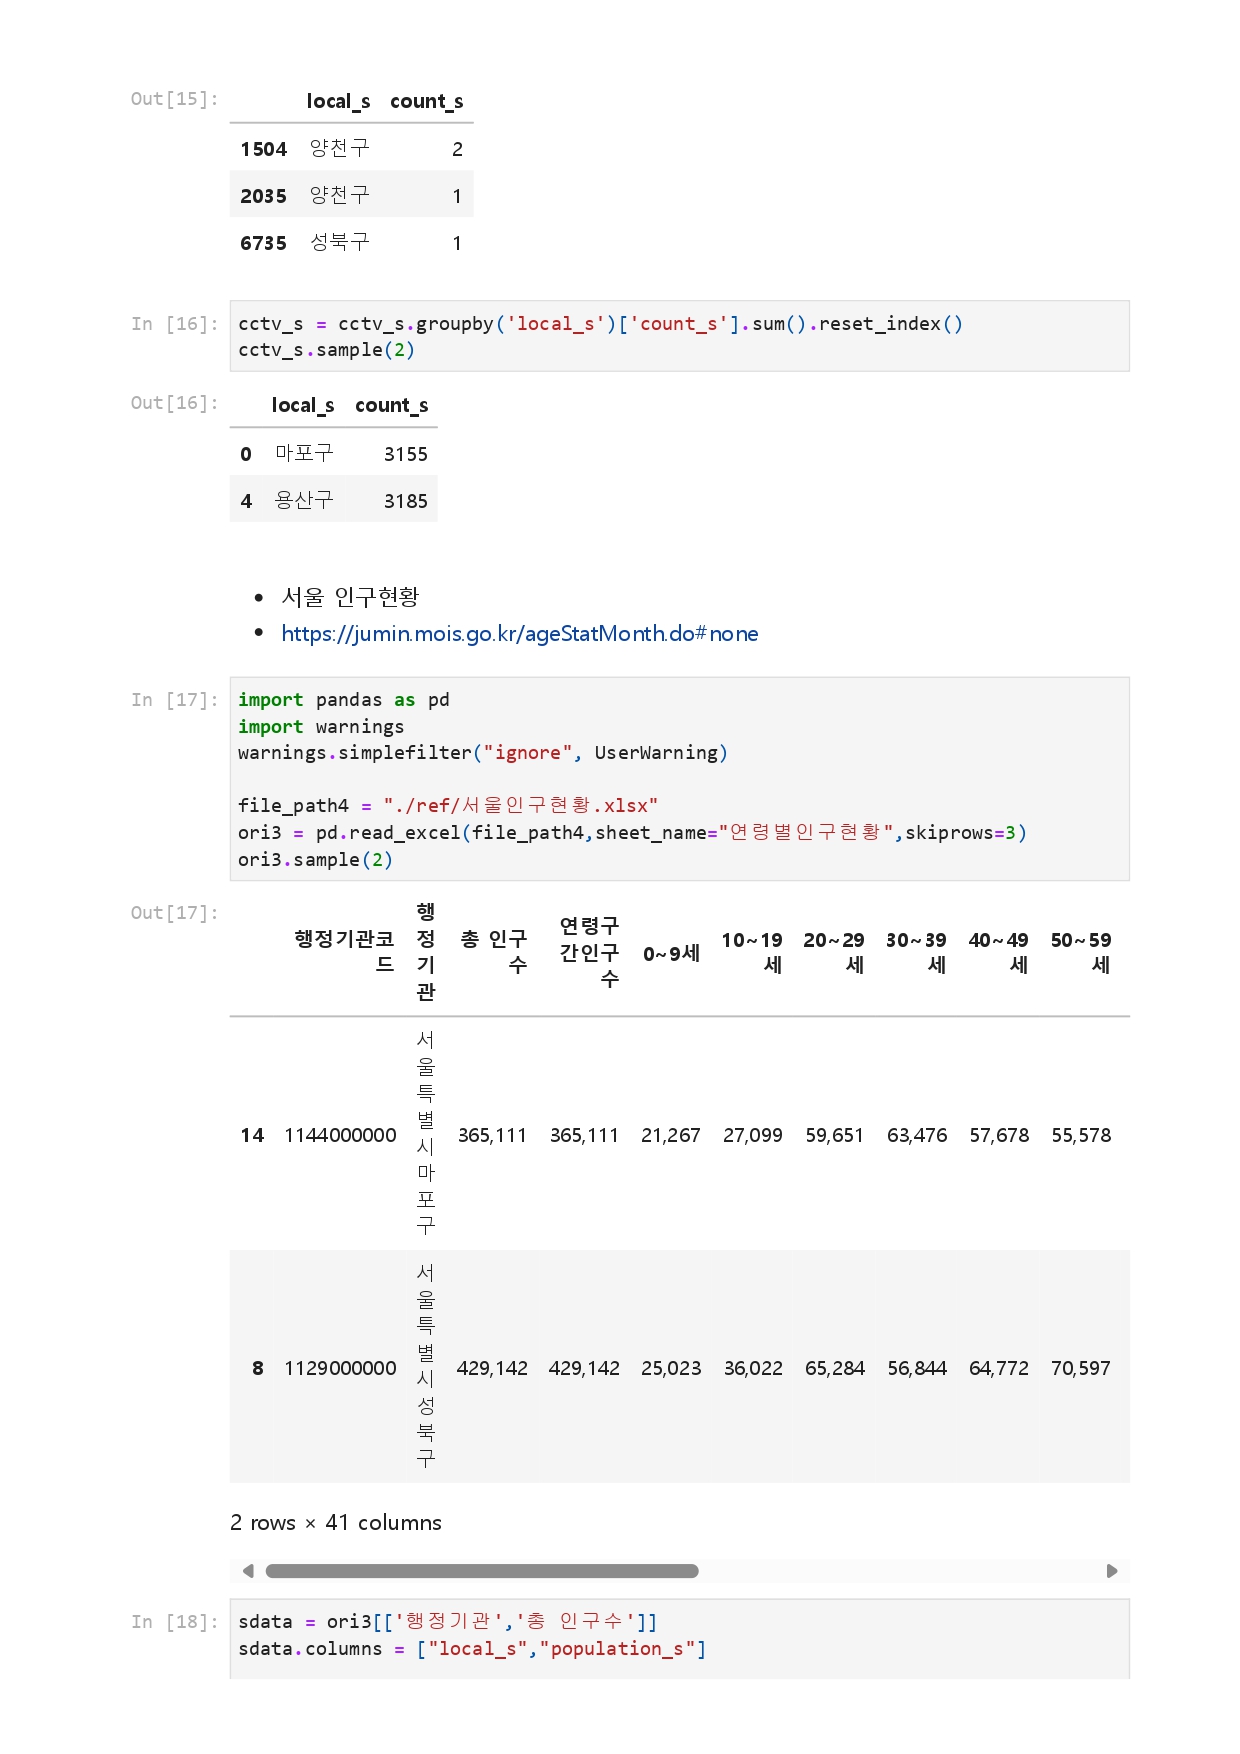 Out[15]:
local_s count_s
1504 양천구 2
2035 양천구 1
6735 성북구 1
In [16]:
cctv_s = cctv_s.groupby('local_s')['count_s'].sum().reset_index()
cctv_s.sample(2)
Out[16]:
local_s count_s
0 마포구 3155
4 용산구 3185
• 서울 인구현황
• https://jumin.mois.go.kr/ageStatMonth.do#none
In [17]:
import pandas as pd
import warnings
warnings.simplefilter("ignore", UserWarning)
file_path4 = "./ref/서울인구현황.xlsx"
ori3 = pd.read_excel(file_path4,sheet_name="연령별인구현황",skiprows=3)
ori3.sample(2)
Out[17]:
행정기관코드 행정기관 총 인구수 연령구간인구수 0~9세 10~19세 20~29세 30~39세 40~49세 50~59세
14 1144000000 서울특별시마포구 365,111 365,111 21,267 27,099 59,651 63,476 57,678 55,578
8 1129000000 서울특별시성북구 429,142 429,142 25,023 36,022 65,284 56,844 64,772 70,597
2 rows × 41 columns
In [18]:
sdata = ori3[['행정기관','총 인구수']]
sdata.columns = ["local_s","population_s"]